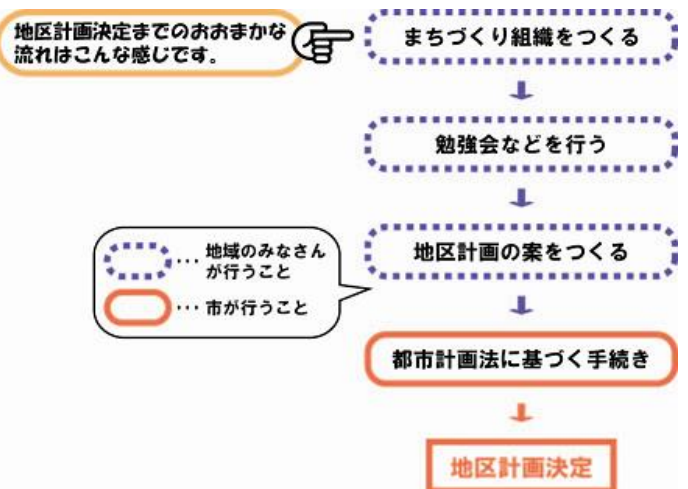 地区計画決定までのおおまかな
流れはこんな感じです。
まちづくり組織をつくる
勉強会などを行う
地区計画の案をつくる
…地域のみなさん
が行うこと
…市が行うこと
都市計画法に基づく手続き
地区計画決定